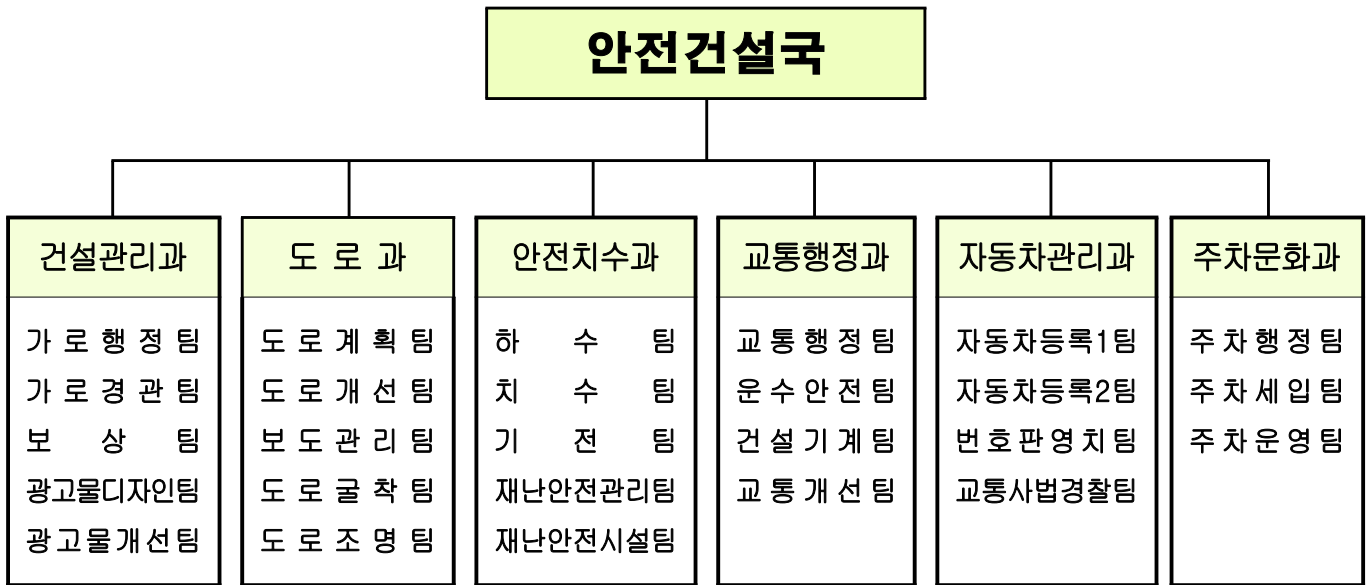 안전건설국
건설관리과
가로행정팀
가로경관팀
보상팀
광고물디자인팀
광고물개선팀
도로과
도로계획팀
도로개선팀
보도관리팀
도로굴착팀
도로조명팀
안전치수과
하수팀
치수팀
기전팀
재난안전관리팀
재난안전시설팀
교통행정과
교통행정팀
운수안전팀
건설기계팀
교통개선팀
자동차관리과
자동차등록1팀
자동차등록2팀
번호판영치팀
교통사법경찰팀
주차문화과
주차행정팀
주차세입팀
주차운영팀